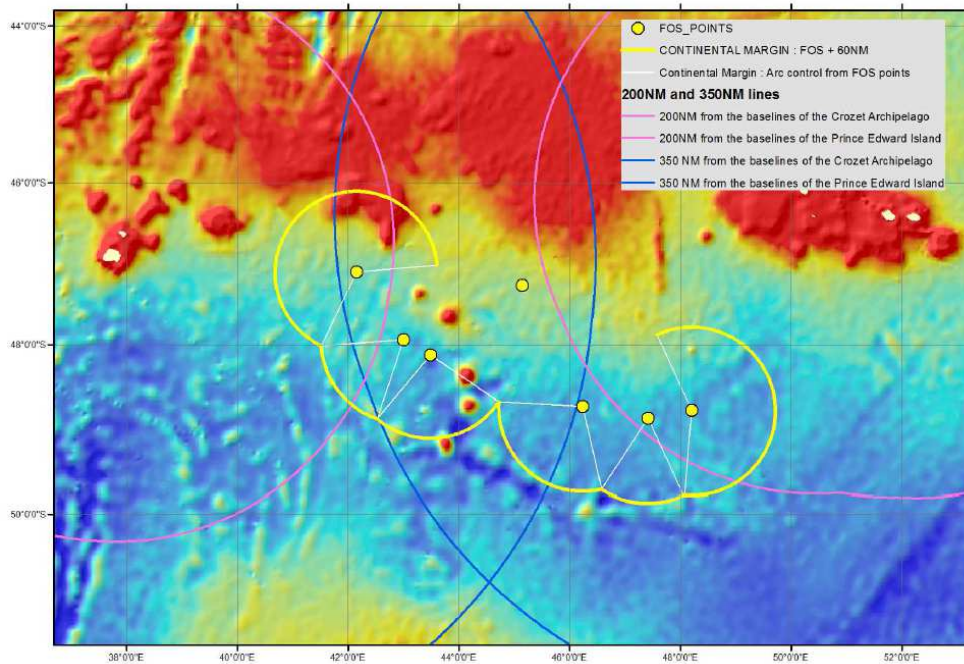 44°0'0"S
46°0'0"S
48°0'0"S
50°0'0"S
FOS_POINTS
CONTINENTAL MARGIN : FOS + 60NM
Continental Margin : Arc control from FOS points
200NM and 350NM lines
200NM from the baselines of the Crozet Archipelago
200NM from the baselines of the Prince Edward Island
350 NM from the baselines of the Crozet Archipelago
350 NM from the baselines of the Prince Edward Island
38°0'0"E 40°0'0"E 42°0'0"E 44°0'0"E 46°0'0"E 48°0'0"E 50°0'0"E 52°0'0"E